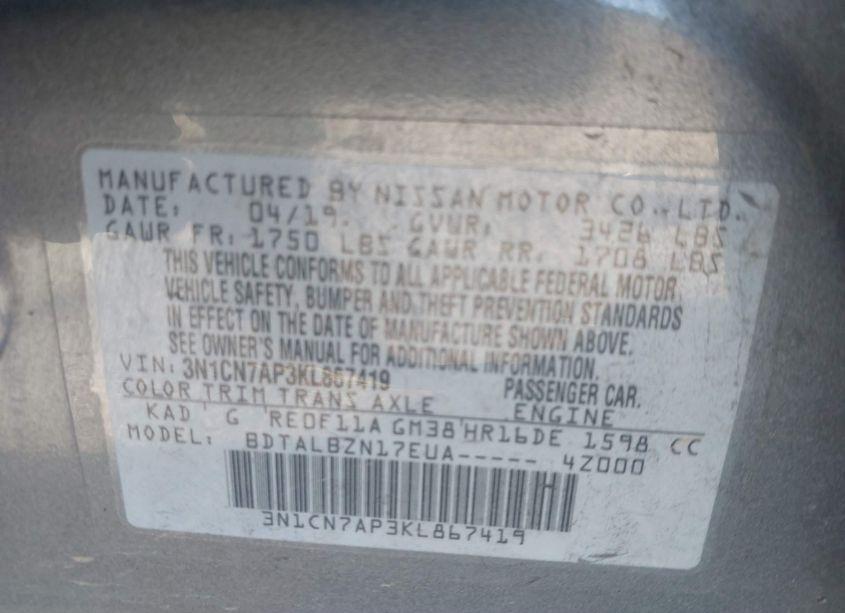 MANUFACTURED BY NISSAN MOTOR CO.,LTD.
DATE: 04/19. GVWR: 3426 LBS
GAWR FR: 1750 LBS GAWR RR. 1708 LBS
THIS VEHICLE CONFORMS TO ALL APPLICABLE FEDERAL MOTOR
VEHICLE SAFETY, BUMPER AND THEFT PREVENTION STANDARDS
IN EFFECT ON THE DATE OF MANUFACTURE SHOWN ABOVE.
SEE OWNER'S MANUAL FOR ADDITIONAL INFORMATION.
VIN: 3N1CN7AP3KL867419 PASSENGER CAR.
COLOR TRIM TRANS AXLE ENGINE
KAD G RE0F11A GM38 HR16DE 1598 CC
MODEL: BDTALBZN17EUA----- 4Z000
H
3N1CN7AP3KL867419